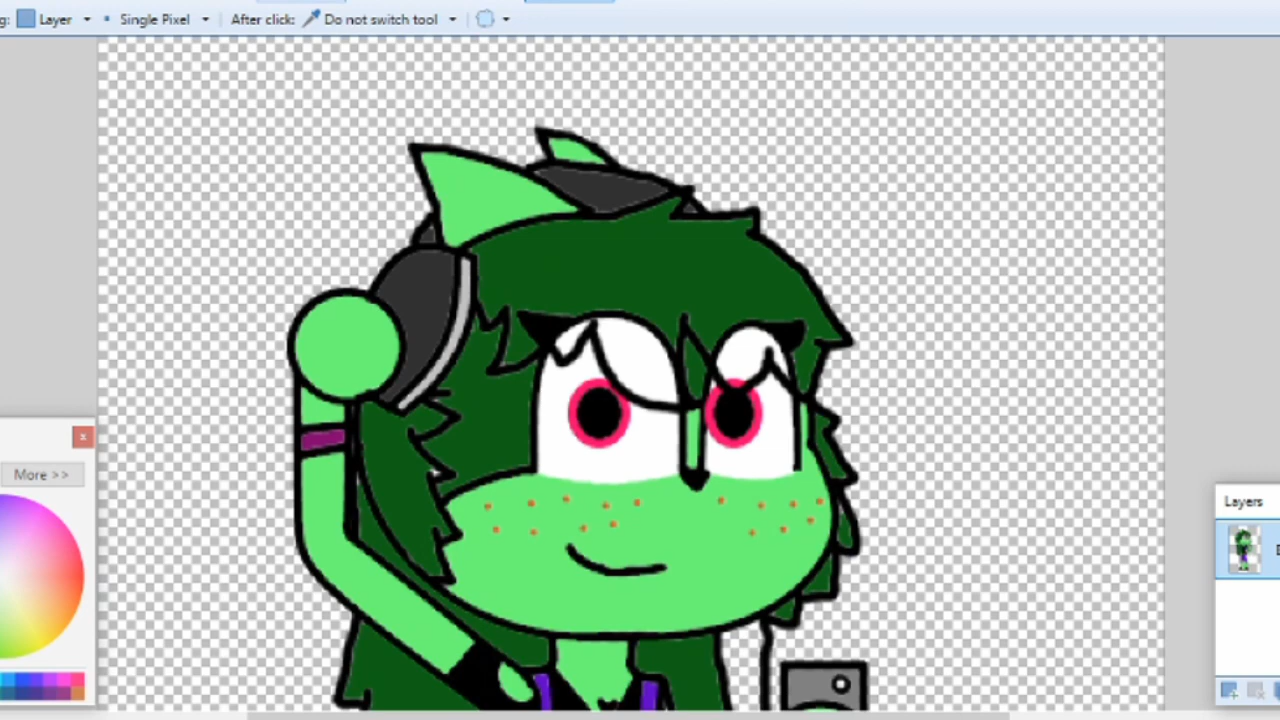 g: Layer Single Pixel After click: Do not switch tool
More >>
Layers